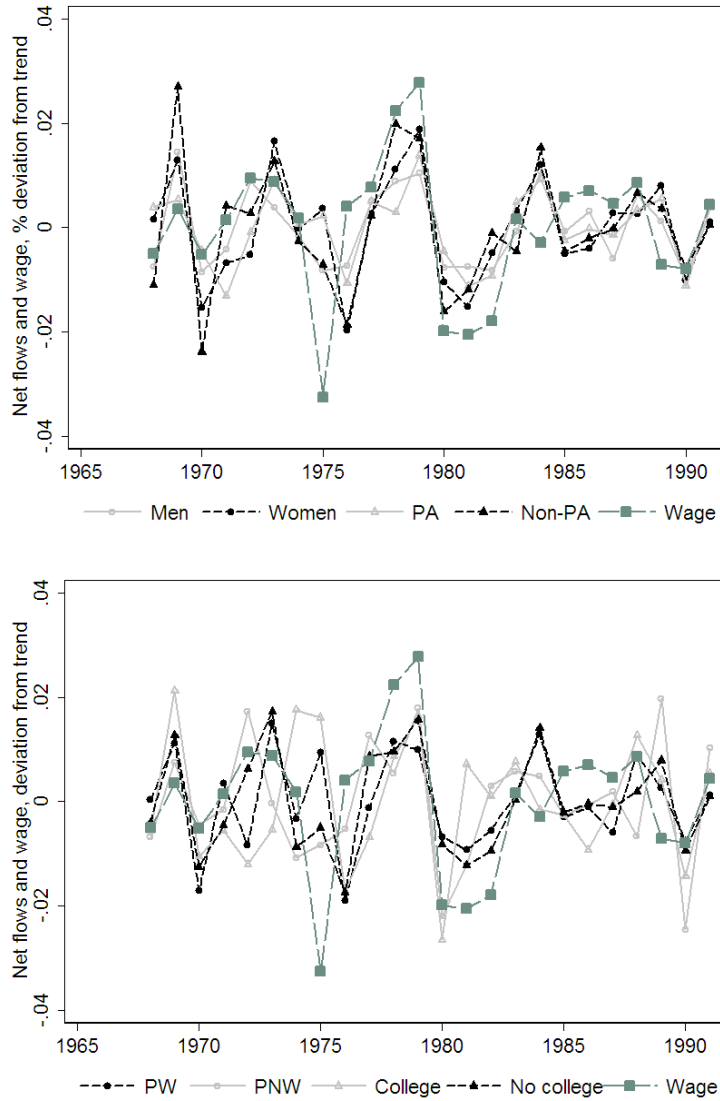 Net flows and wage, % deviation from trend
.04
.02
0
-.02
-.04
1965 1970 1975 1980 1985 1990
Men Women PA Non-PA Wage
Net flows and wage, deviation from trend
.04
.02
0
-.02
-.04
1965 1970 1975 1980 1985 1990
PW PNW College No college Wage